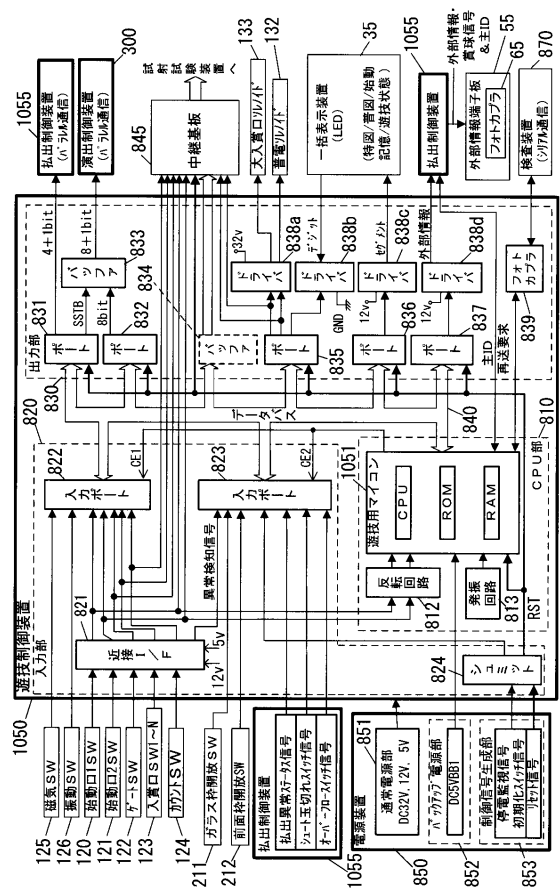 遊技制御装置
1050
820
入力部
125
磁気SW
126
振動SW
120
始動口1SW
121
始動口2SW
122
ゲートSW
123
入賞口SW1～N
124
カウントSW
211
ガラス枠開放SW
212
前面枠開放SW
払出制御装置
払出異常ステータス信号
シュート玉切れスイッチ信号
オーバーフロースイッチ信号
1055
電源装置
851
通常電源部
DC32V,12V, 5V
850
バックアップ電源部
DC5VBB1
852
制御信号生成部
停電監視信号
初期化スイッチ信号
リセット信号
853
821
近接I/F
12v
5v
異常検知信号
822
入力ポート
CE1
823
入力ポート
CE2
824
シュミット
RST
データバス
840
810
CPU部
1051
遊技用マイコン
CPU
ROM
RAM
反転回路
812
発振回路
813
830
出力部
831
ポート
832
ポート
SSTB
8bit
バッファ
833
834
バッファ
4+1bit
8+1bit
835
ポート
836
ポート
837
ポート
32v
ドライバ
838a
デジット
ドライバ
838b
GND
12v
セグメント
ドライバ
838c
12v
外部情報
ドライバ
838d
主ID
再送要求
フォトカプラ
839
1055
払出制御装置
(パラレル通信)
300
演出制御装置
(パラレル通信)
845
中継基板
試射試験装置へ
133
大入賞口ソレノイド
132
普電ソレノイド
35
一括表示装置
(LED)
(特図/普図/始動
記憶/遊技状態)
1055
払出制御装置
外部情報・
賞球信号
&主ID
55
外部情報端子板
65
フォトカプラ
870
検査装置
(シリアル通信)